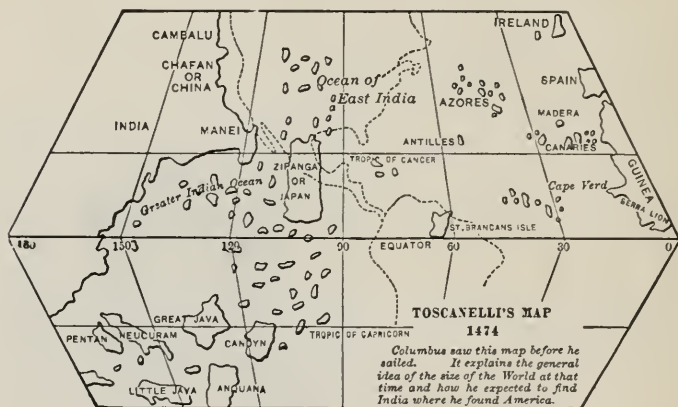 IRELAND
CAMBALU
CHAFAN
OR
CHINA
Ocean of
East India
SPAIN
AZORES
MADERA
INDIA
MANEI
ANTILLES
CANARIES
ZIPANGA
OR
JAPAN
TROPIC OF CANCER
GUINEA
Greater Indian Ocean
Cape Verd
SERRA LION
ST. BRANCANS ISLE
180
150
120
90
EQUATOR
60
30
0
GREAT JAVA
PENTAN
NEUCURAM
CANDYN
TROPIC OF CAPRICORN
LITTLE JAVA
ANQUANA
TOSCANELLI'S MAP
1474
Columbus saw this map before he
sailed. It explains the general
idea of the size of the World at that
time and how he expected to find
India where he found America.